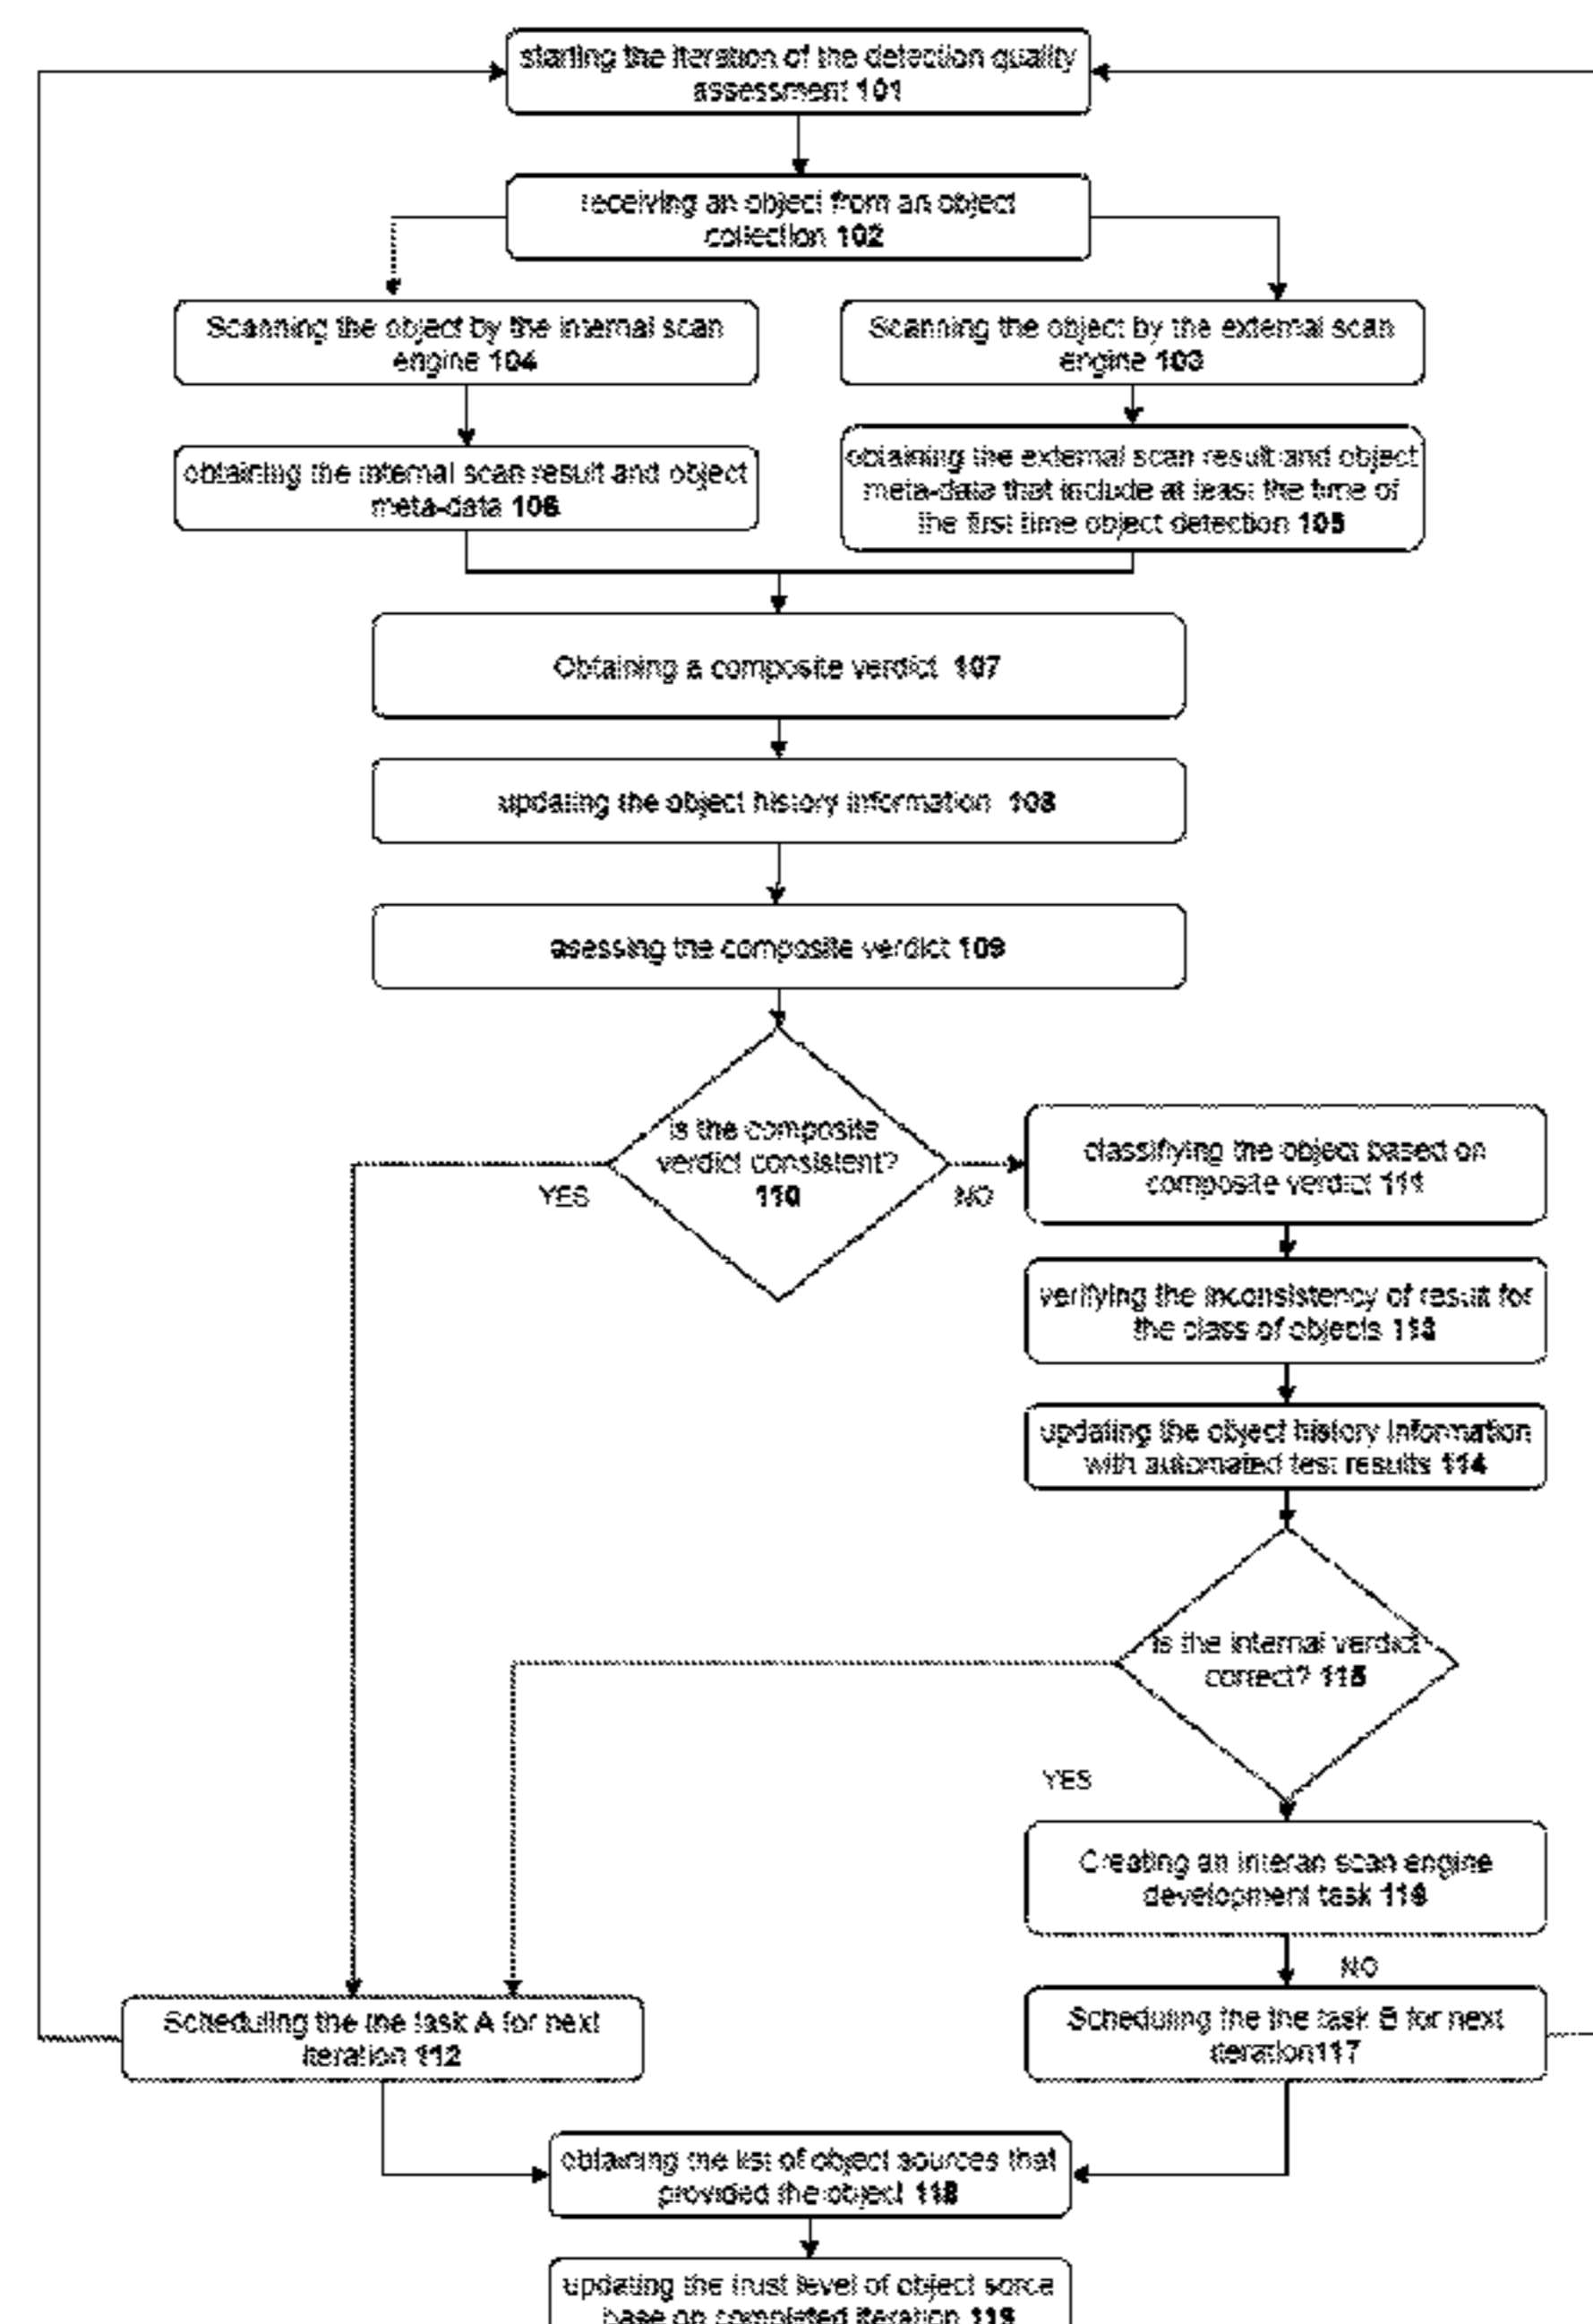 starting the iteration of the detection quality
assessment 101
receiving an object from an object
collection 102
Scanning the object by the internal scan
engine 104
Scanning the object by the external scan
engine 103
obtaining the internal scan result and object
meta-data 106
obtaining the external scan result and object
meta-data that include at least the time of
the first time object detection 105
Obtaining a composite verdict 107
updating the object history information 108
asessing the composite verdict 109
is the composite
verdict consistent?
110
YES
NO
classifying the object based on
composite verdict 111
verifying the inconsistency of result for
the class of objects 113
updating the object history information
with automated test results 114
is the internal verdict
correct? 115
YES
Creating an interan scan engine
development task 116
NO
Scheduling the the task A for next
iteration 112
Scheduling the the task B for next
iteration117
obtaining the list of object sources that
provided the object 118
updating the trust level of object sorce
base on completed iteration 119